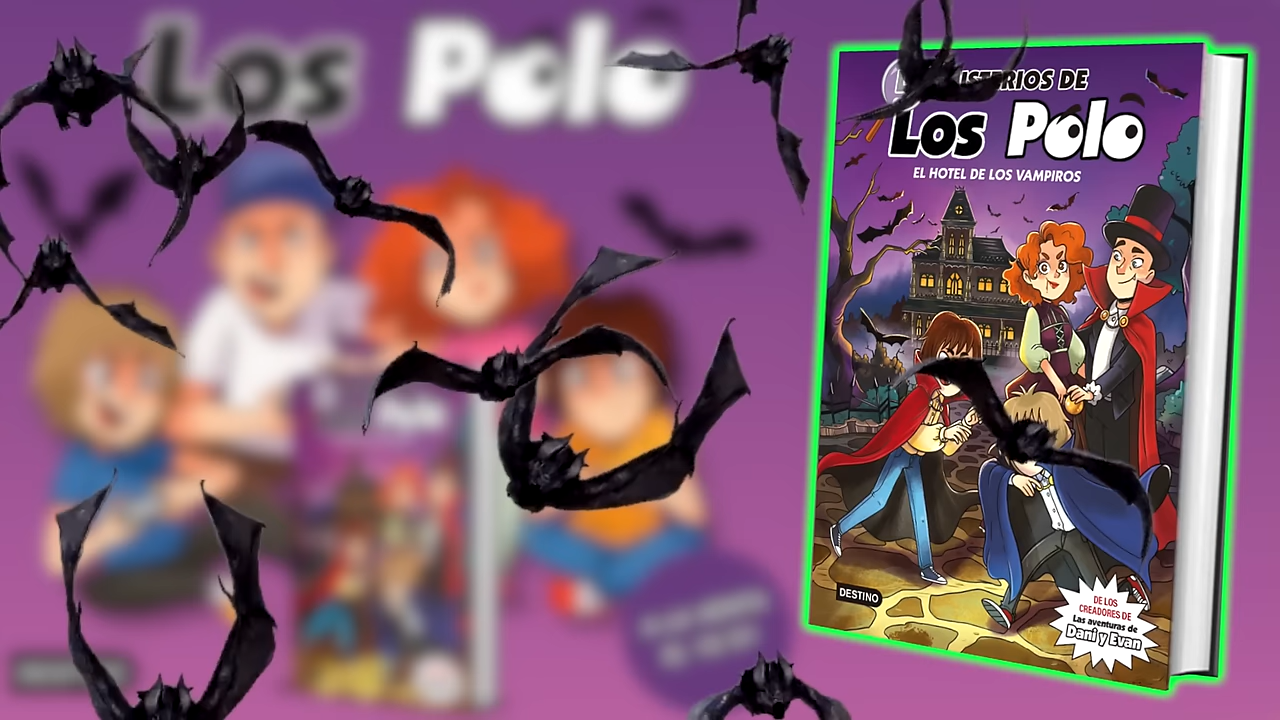 Los Polo
ISTERIOS DE
Los Polo
EL HOTEL DE LOS VAMPIROS
DESTINO
DE LOS
CREADORES DE
Las aventuras de
Dani y Evan